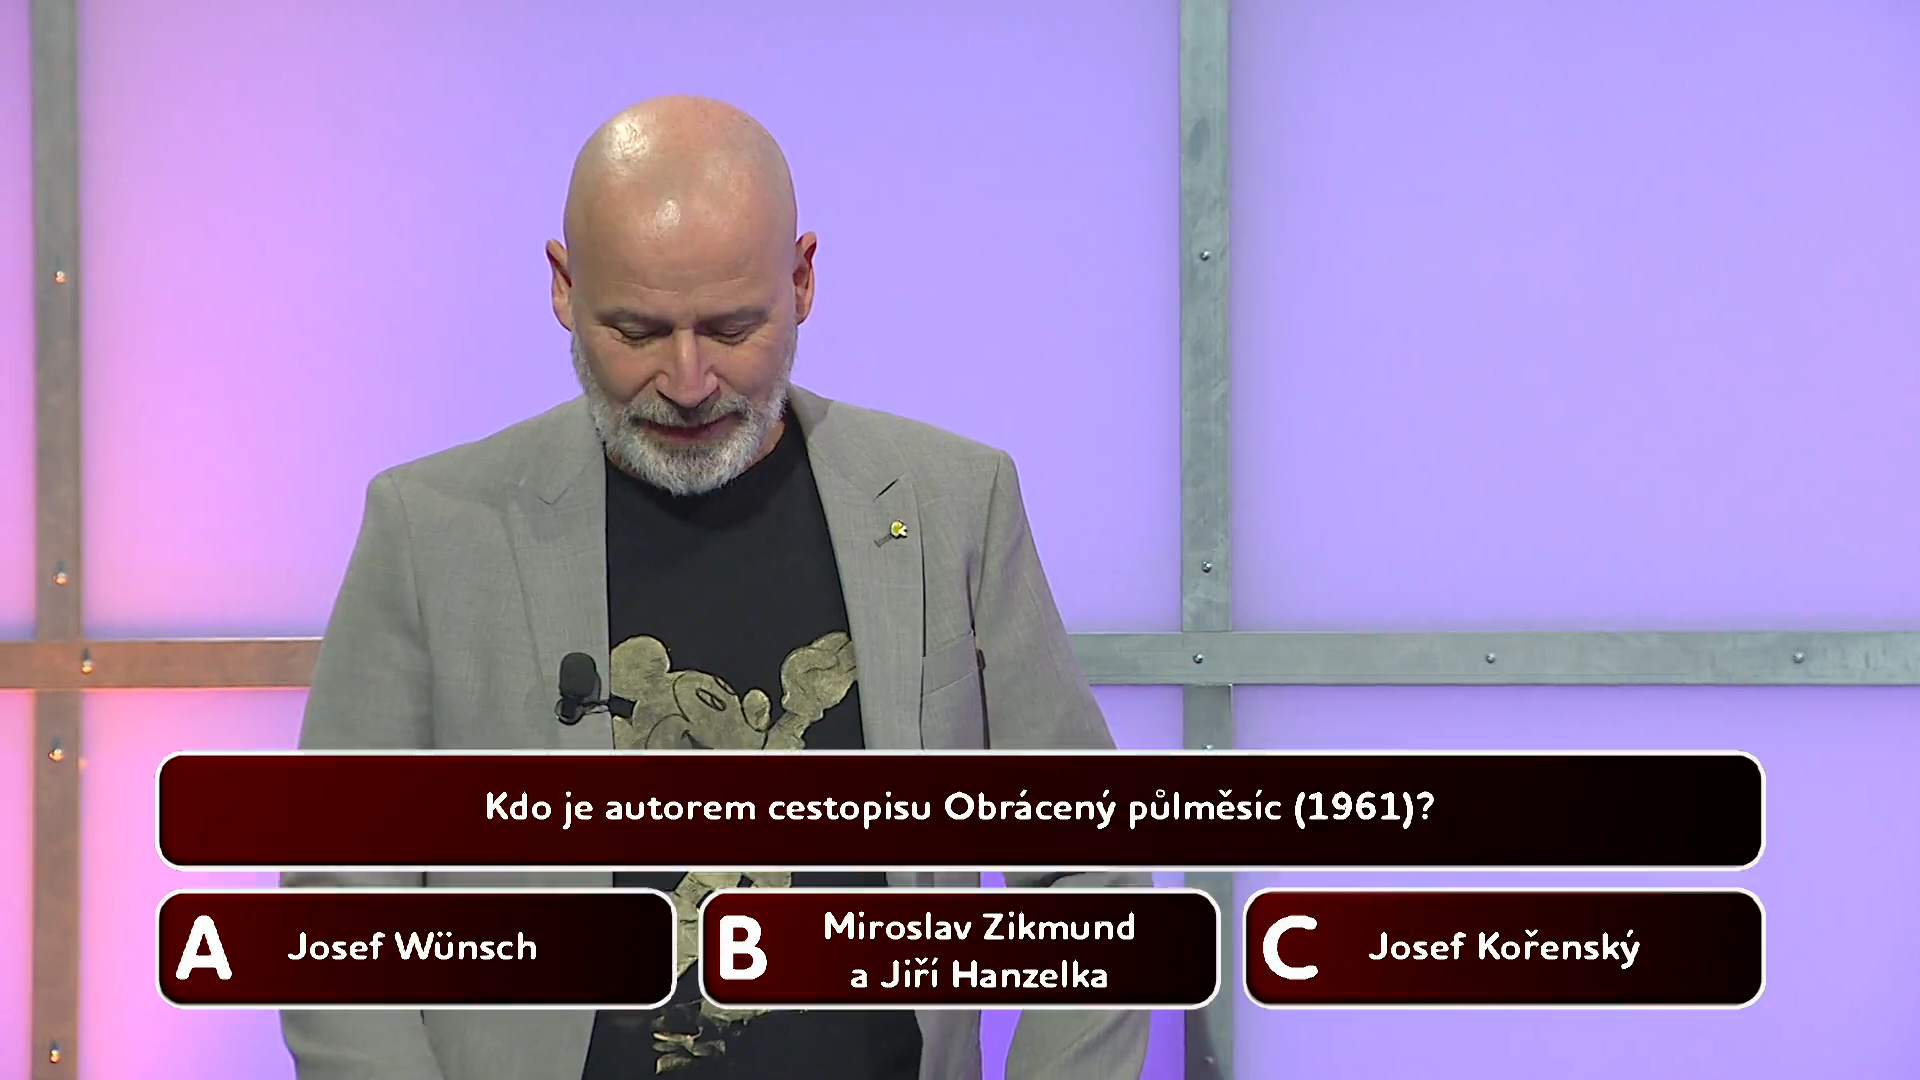 Kdo je autorem cestopisu Obrácený půlměsíc (1961)?
A Josef Wünsch
B Miroslav Zikmund
a Jiří Hanzelka
C Josef Kořenský